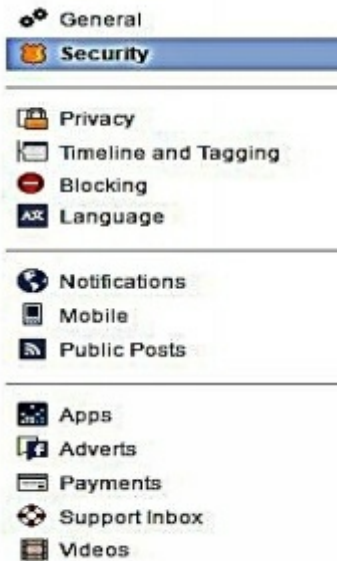 General
Security
Privacy
Timeline and Tagging
Blocking
Language
Notifications
Mobile
Public Posts
Apps
Adverts
Payments
Support Inbox
Videos